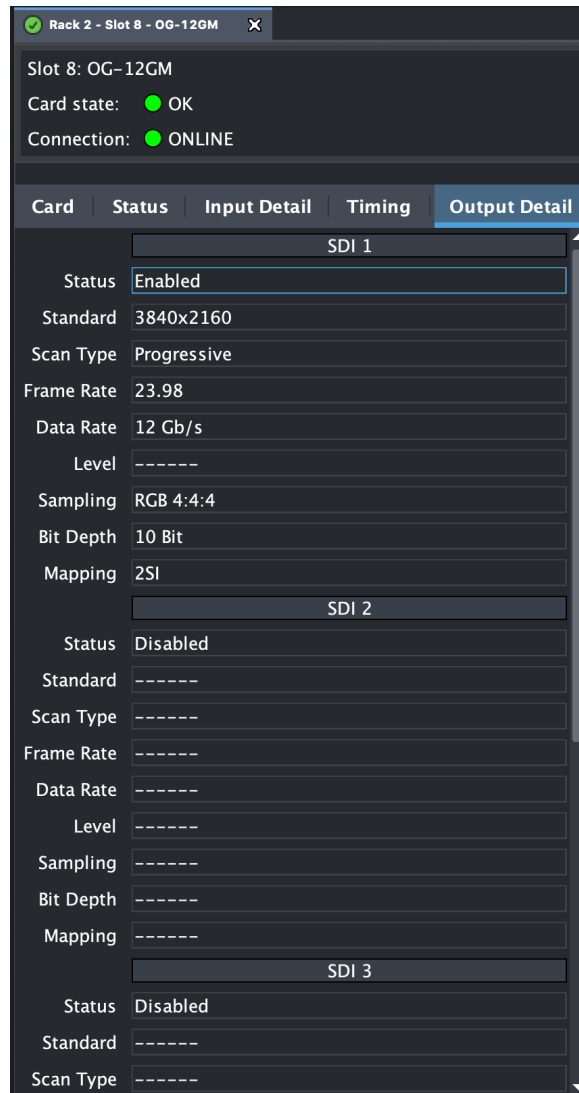 Rack 2 - Slot 8 - OG-12GM X
Slot 8: OG-12GM
Card state: OK
Connection: ONLINE
Card Status Input Detail Timing Output Detail
SDI 1
Status Enabled
Standard 3840x2160
Scan Type Progressive
Frame Rate 23.98
Data Rate 12 Gb/s
Level ------
Sampling RGB 4:4:4
Bit Depth 10 Bit
Mapping 2SI
SDI 2
Status Disabled
Standard ------
Scan Type ------
Frame Rate ------
Data Rate ------
Level ------
Sampling ------
Bit Depth ------
Mapping ------
SDI 3
Status Disabled
Standard ------
Scan Type ------